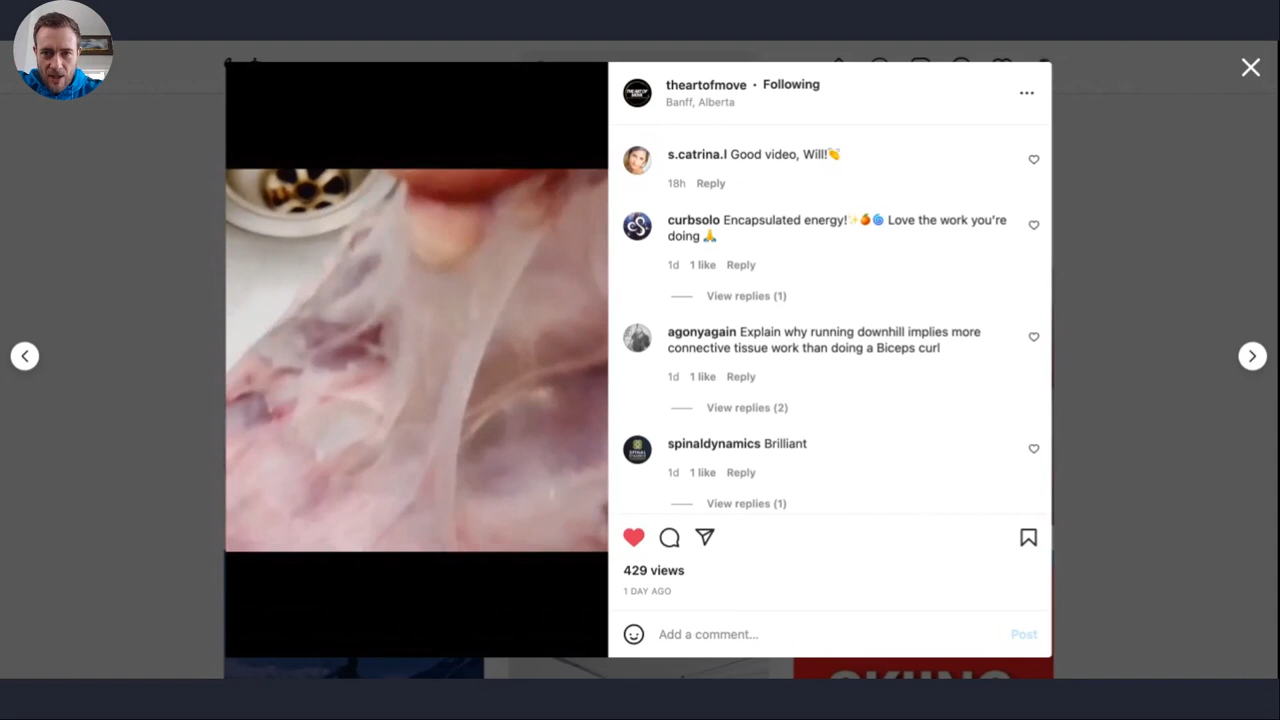 theartofmove • Following
Banff, Alberta
s.catrina.l Good video, Will!👏
18h Reply
curbsolo Encapsulated energy!✨🍎🌀 Love the work you're
doing 🙏
1d 1 like Reply
View replies (1)
agonyagain Explain why running downhill implies more
connective tissue work than doing a Biceps curl
1d 1 like Reply
View replies (2)
spinaldynamics Brilliant
1d 1 like Reply
View replies (1)
429 views
1 DAY AGO
Add a comment...
Post